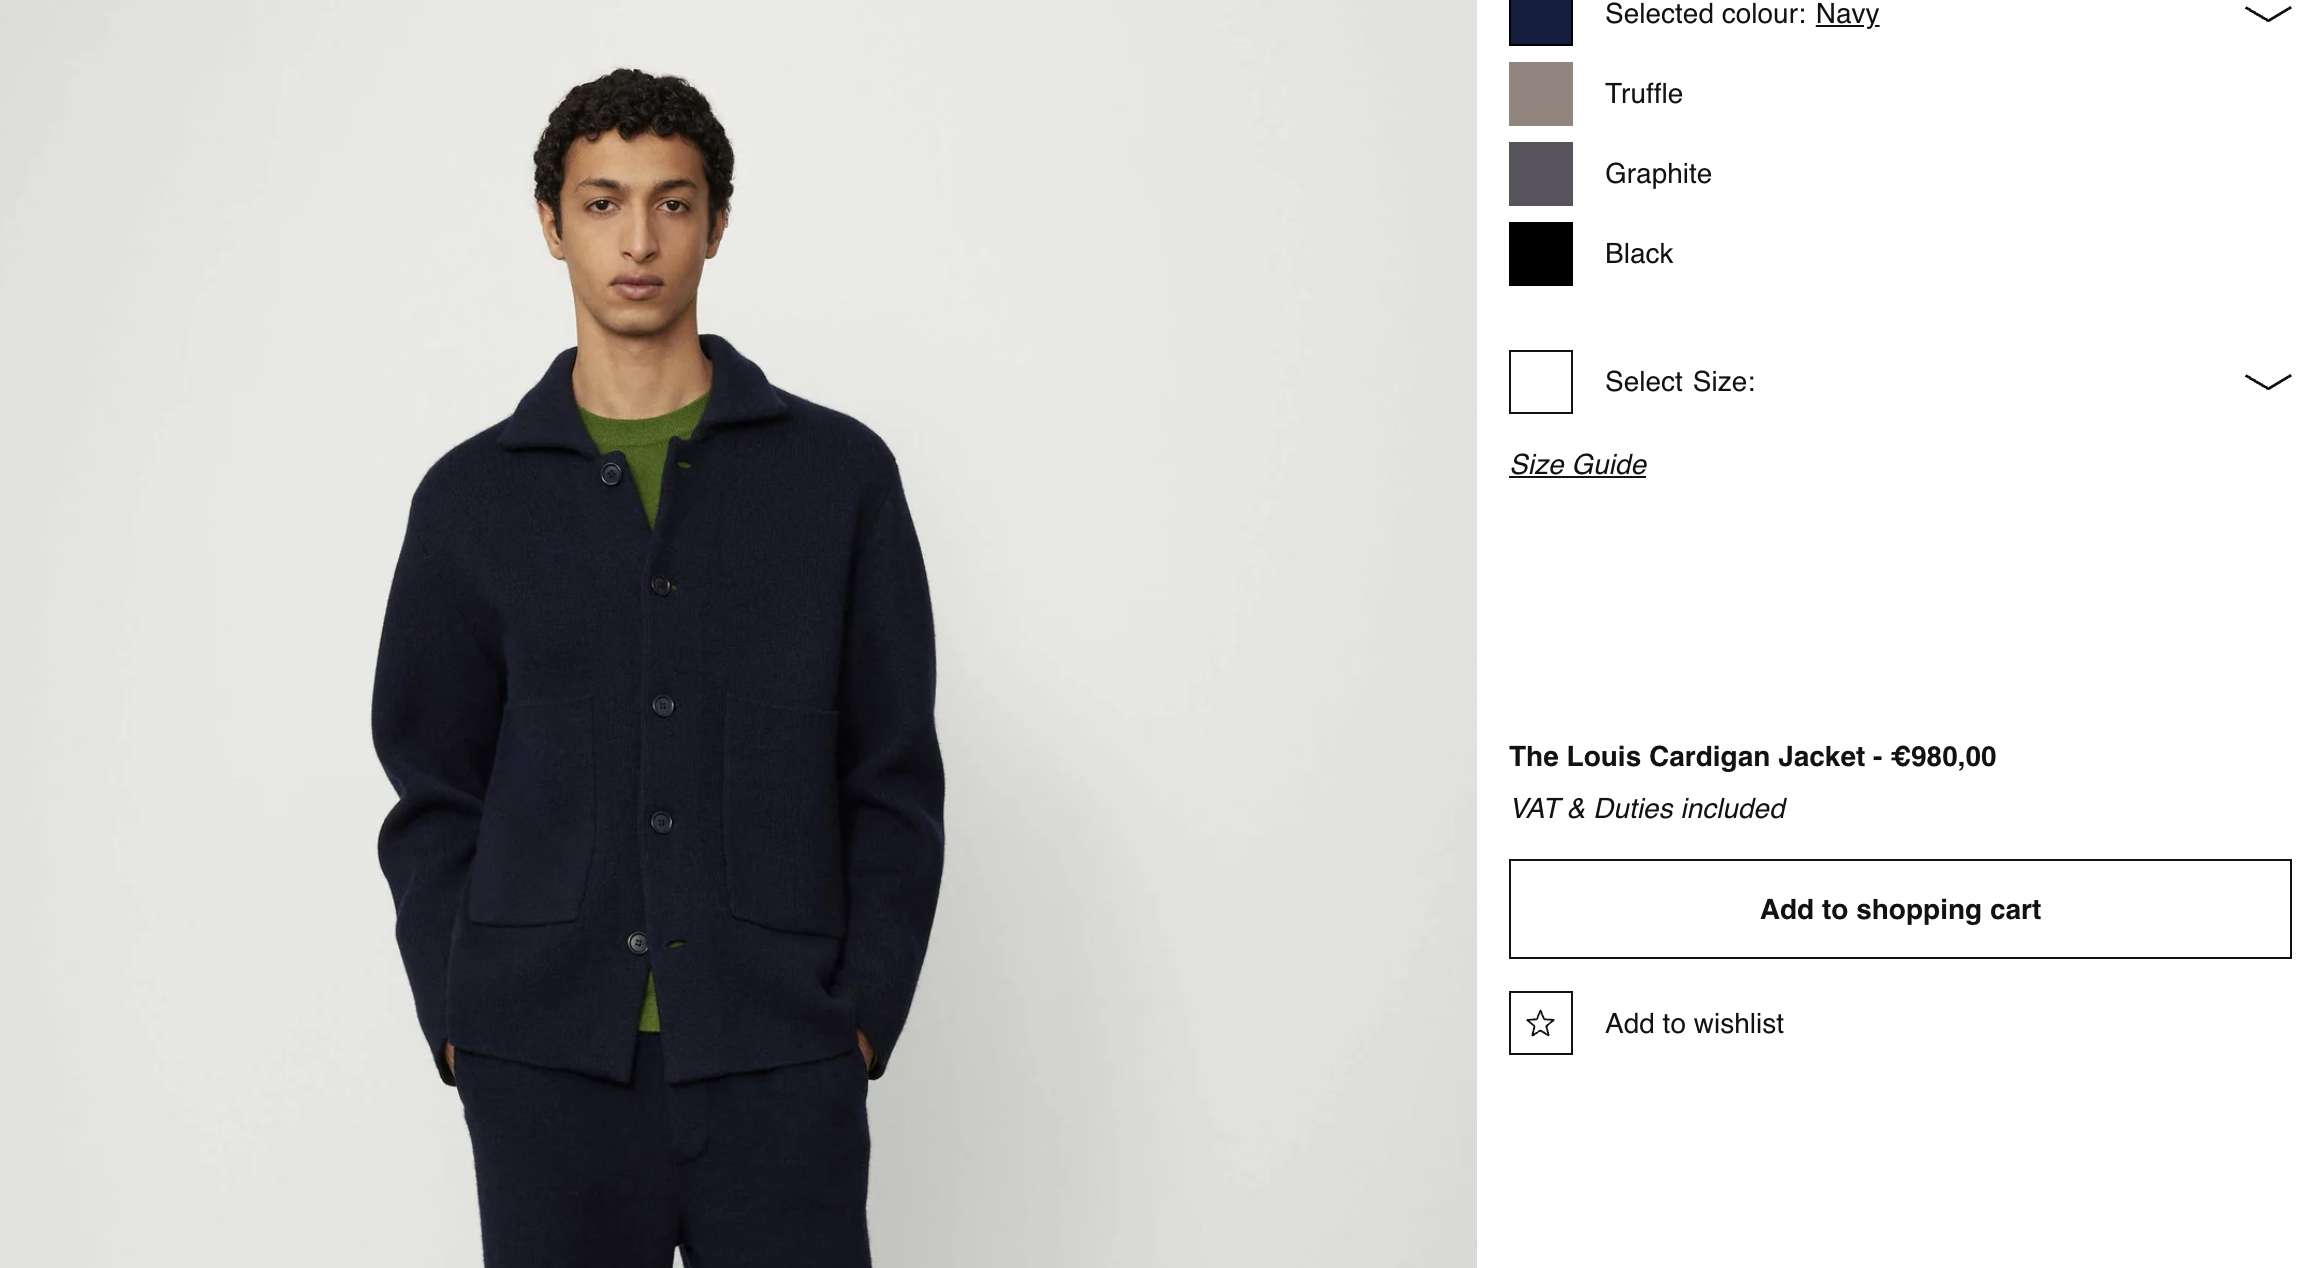 Selected colour: Navy
Truffle
Graphite
Black
Select Size:
Size Guide
The Louis Cardigan Jacket - €980,00
VAT & Duties included
Add to shopping cart
Add to wishlist